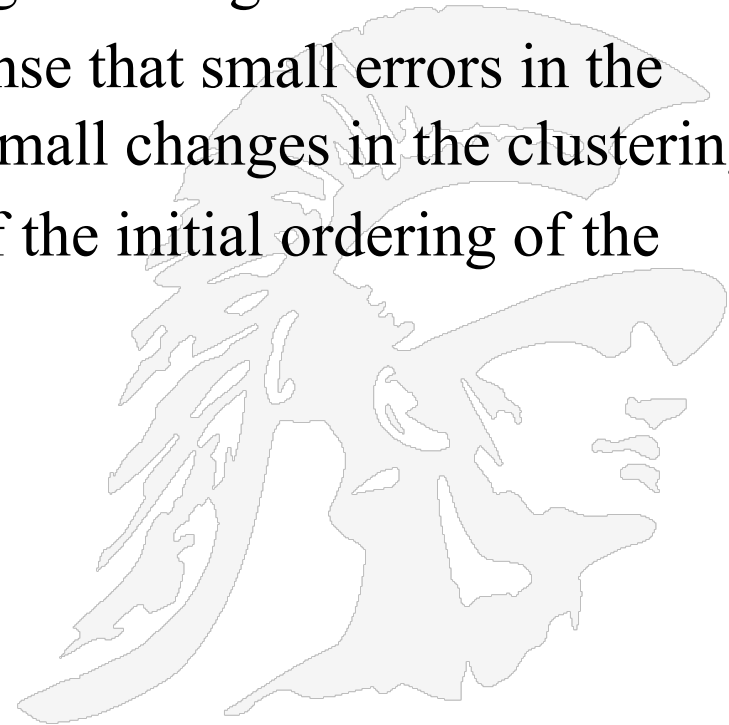 nse that small errors in the
mall changes in the clusterin
f the initial ordering of the